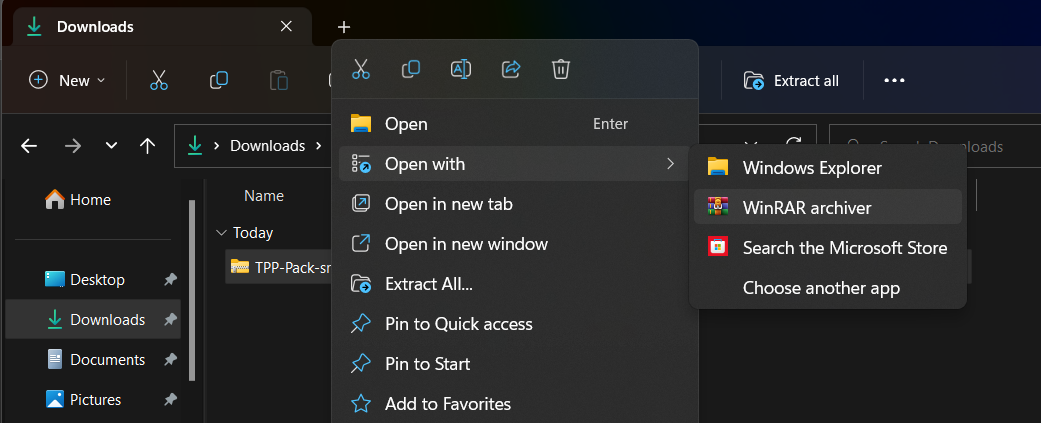 Downloads
New
Extract all
Downloads
Search Downloads
Home
Desktop
Downloads
Documents
Pictures
Name
Today
TPP-Pack-sr
Open Enter
Open with
Open in new tab
Open in new window
Extract All...
Pin to Quick access
Pin to Start
Add to Favorites
Windows Explorer
WinRAR archiver
Search the Microsoft Store
Choose another app